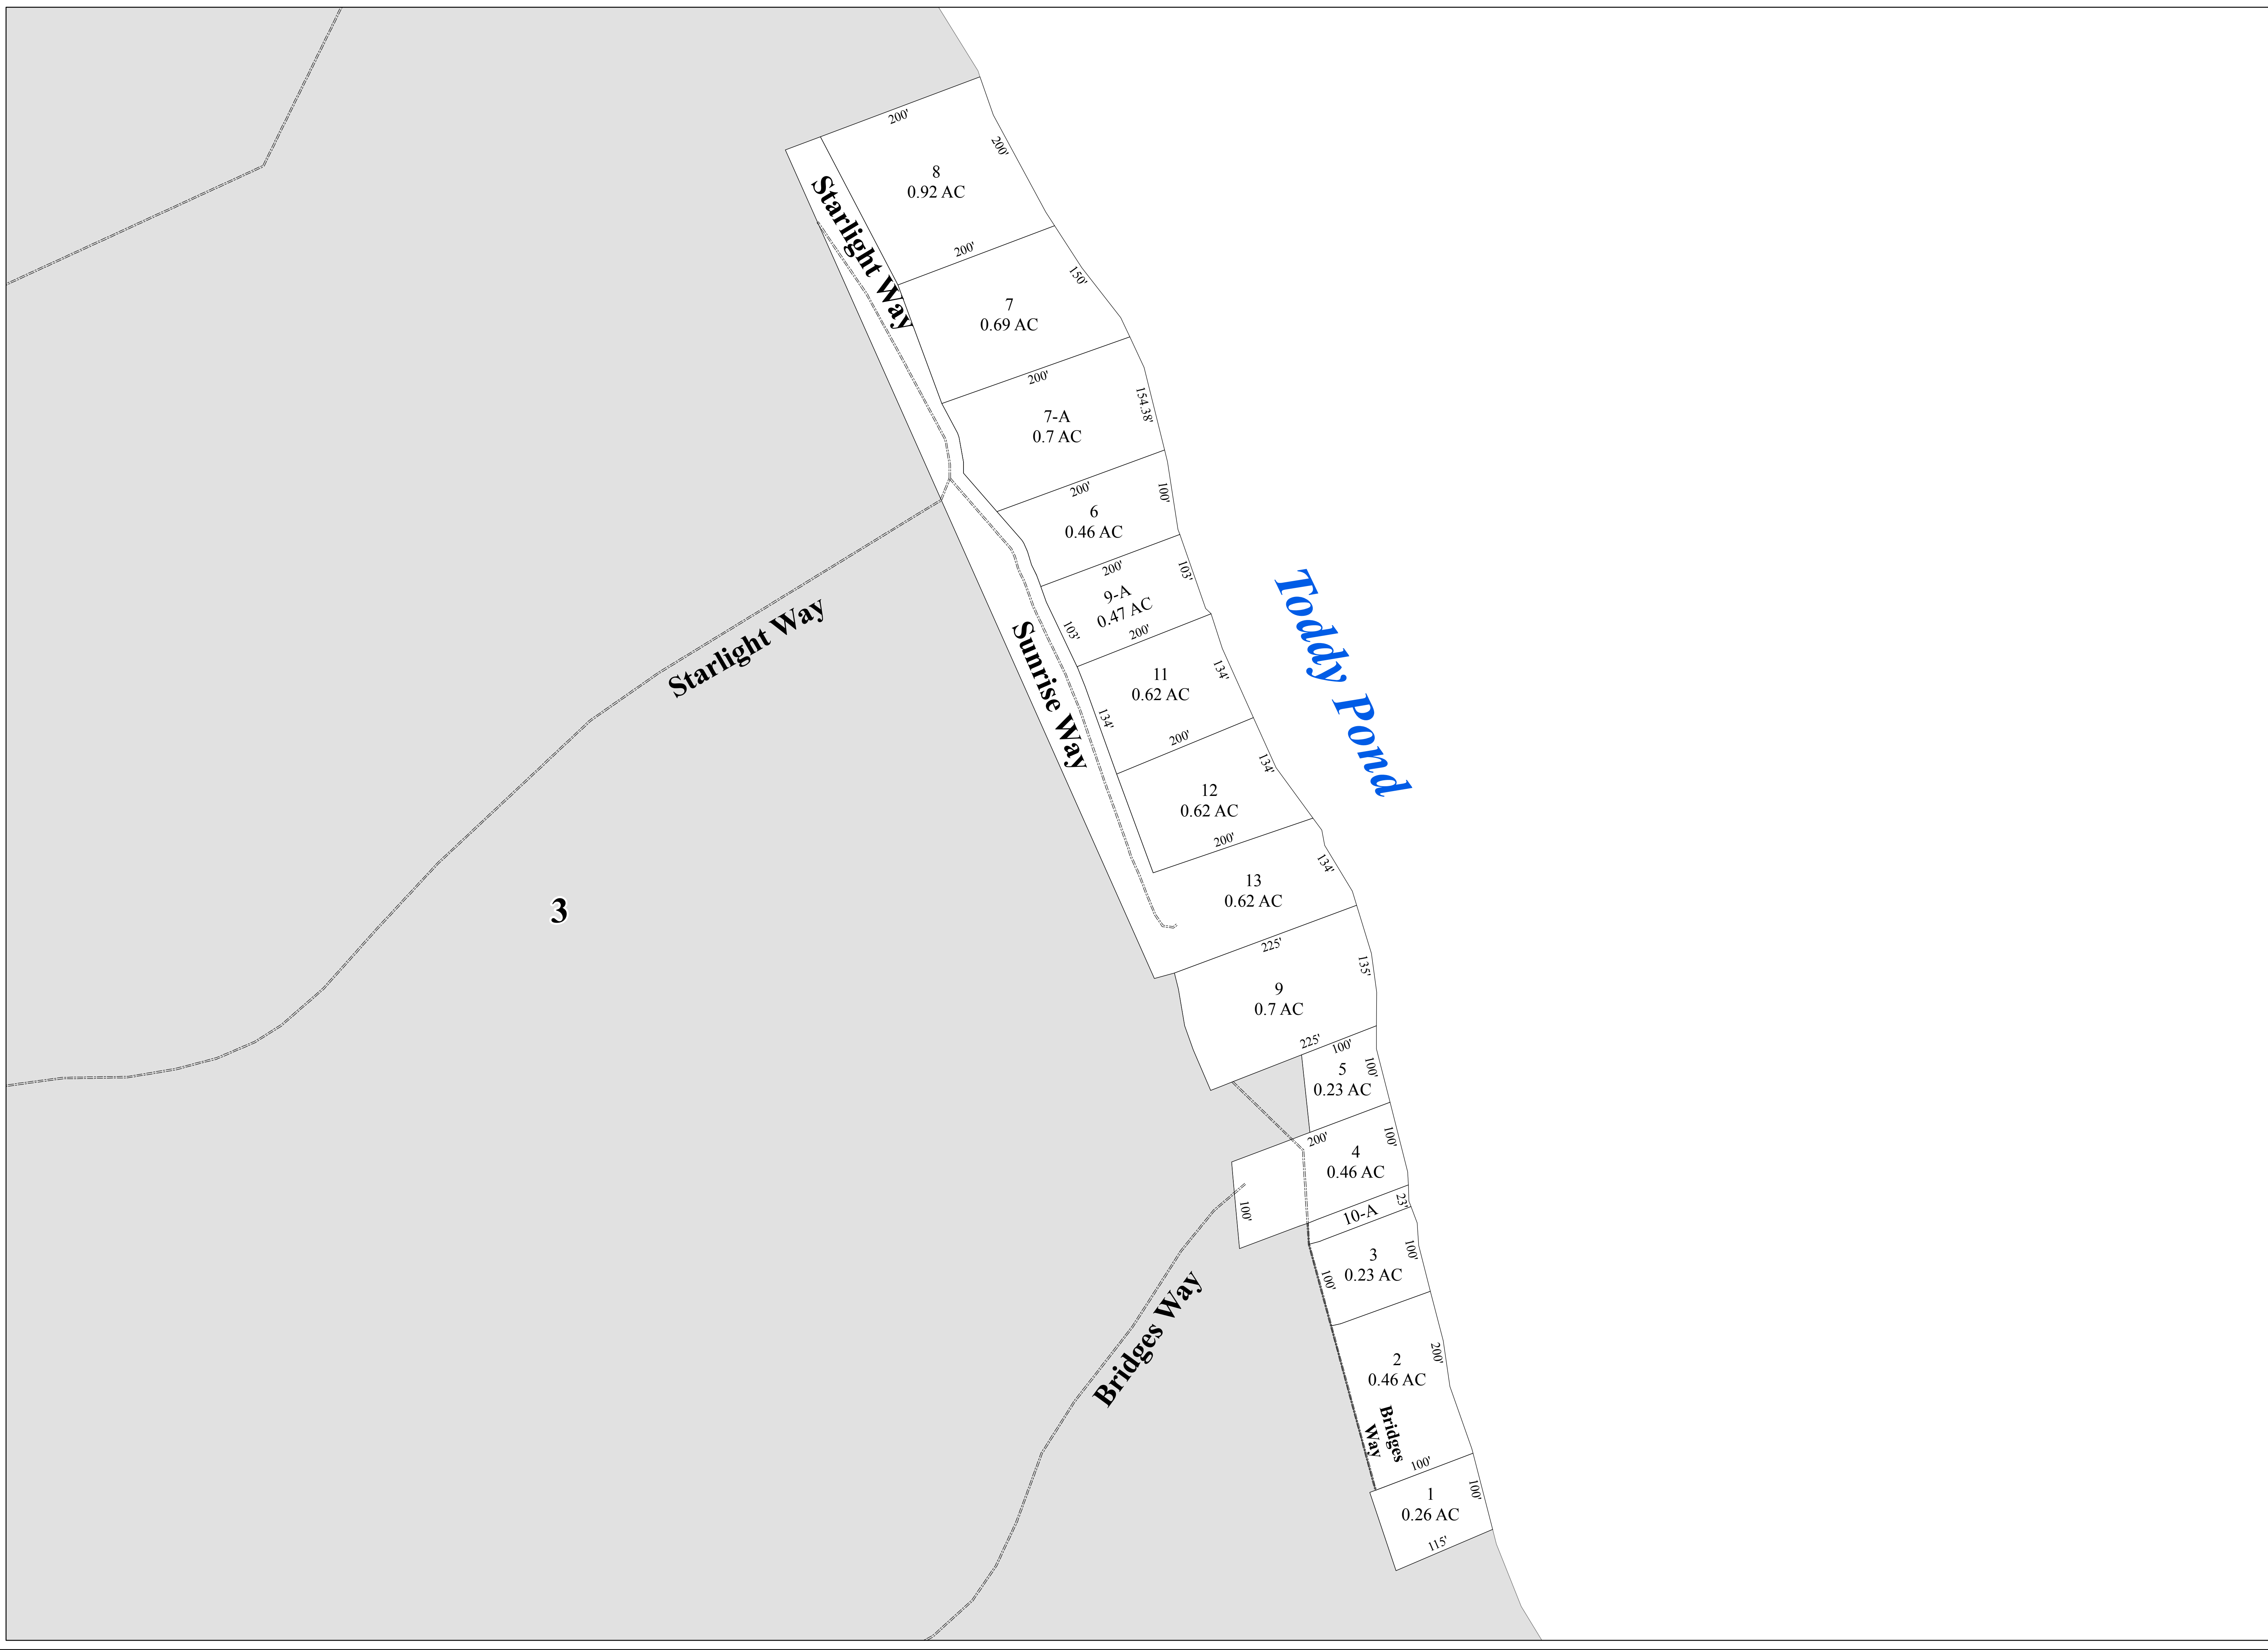 200'
200'
8
0.92 AC
Starlight Way
200'
150'
7
0.69 AC
200'
154.38'
7-A
0.7 AC
200'
100'
6
0.46 AC
200'
103'
9-A
0.47 AC
103'
200'
Toddy Pond
Starlight Way
Sunrise Way
134'
11
0.62 AC
134'
200'
134'
12
0.62 AC
200'
134'
13
0.62 AC
3
225'
135'
9
0.7 AC
225'
100'
100'
5
0.23 AC
200'
100'
4
0.46 AC
100'
23'
10-A
100'
3
0.23 AC
100'
Bridges Way
200'
2
0.46 AC
Bridges
Way
100'
100'
1
0.26 AC
115'